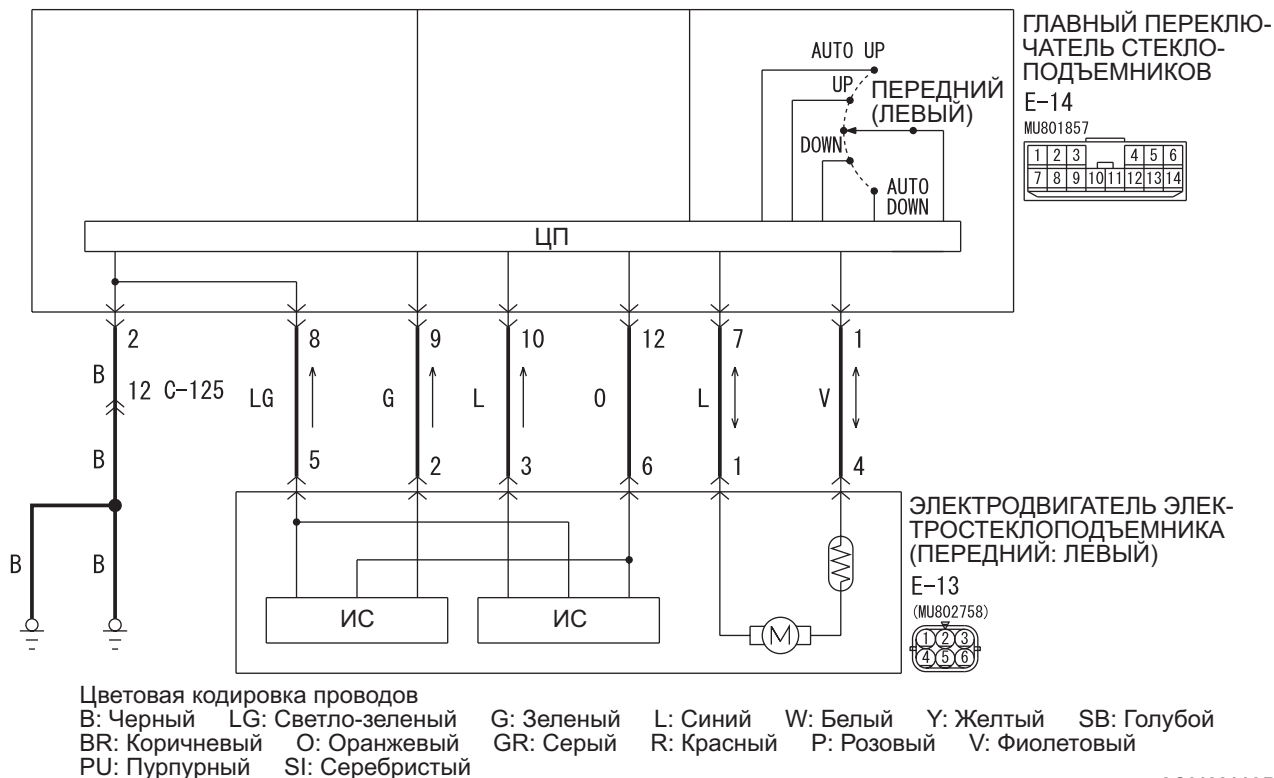 ГЛАВНЫЙ ПЕРЕКЛЮ-
ЧАТЕЛЬ СТЕКЛО-
ПОДЪЕМНИКОВ
E-14
MU801857
1 2 3 4 5 6
7 8 9 10 11 12 13 14
AUTO UP
UP
ПЕРЕДНИЙ
(ЛЕВЫЙ)
DOWN
AUTO
DOWN
ЦП
2 8 9 10 12 7 1
B 12 C-125 LG G L O L V
B 5 2 3 6 1 4
B B
ЭЛЕКТРОДВИГАТЕЛЬ ЭЛЕК-
ТРОСТЕКЛОПОДЪЕМНИКА
(ПЕРЕДНИЙ: ЛЕВЫЙ)
E-13
(MU802758)
1 2 3
4 5 6
ИС ИС M
Цветовая кодировка проводов
B: Черный LG: Светло-зеленый G: Зеленый L: Синий W: Белый Y: Желтый SB: Голубой
BR: Коричневый O: Оранжевый GR: Серый R: Красный P: Розовый V: Фиолетовый
PU: Пурпурный SI: Серебристый